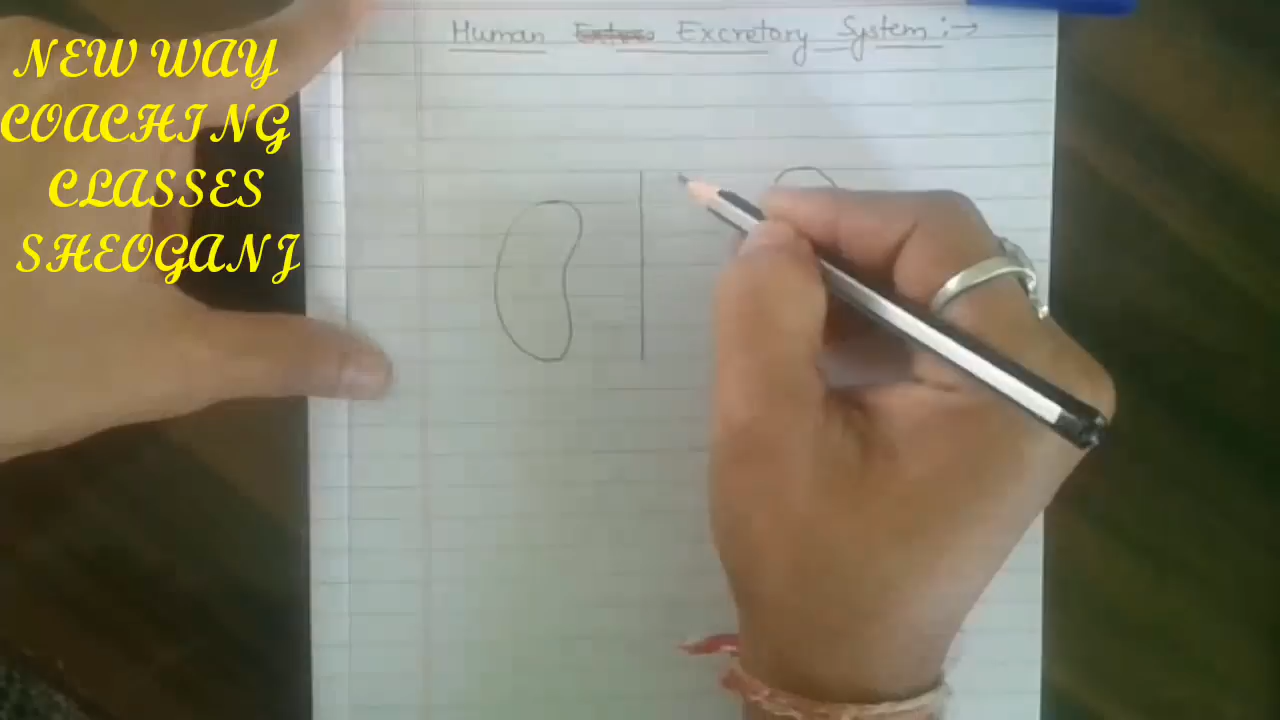 NEW WAY
COACHING
CLASSES
SHEOGANJ
Human Excretory System :→